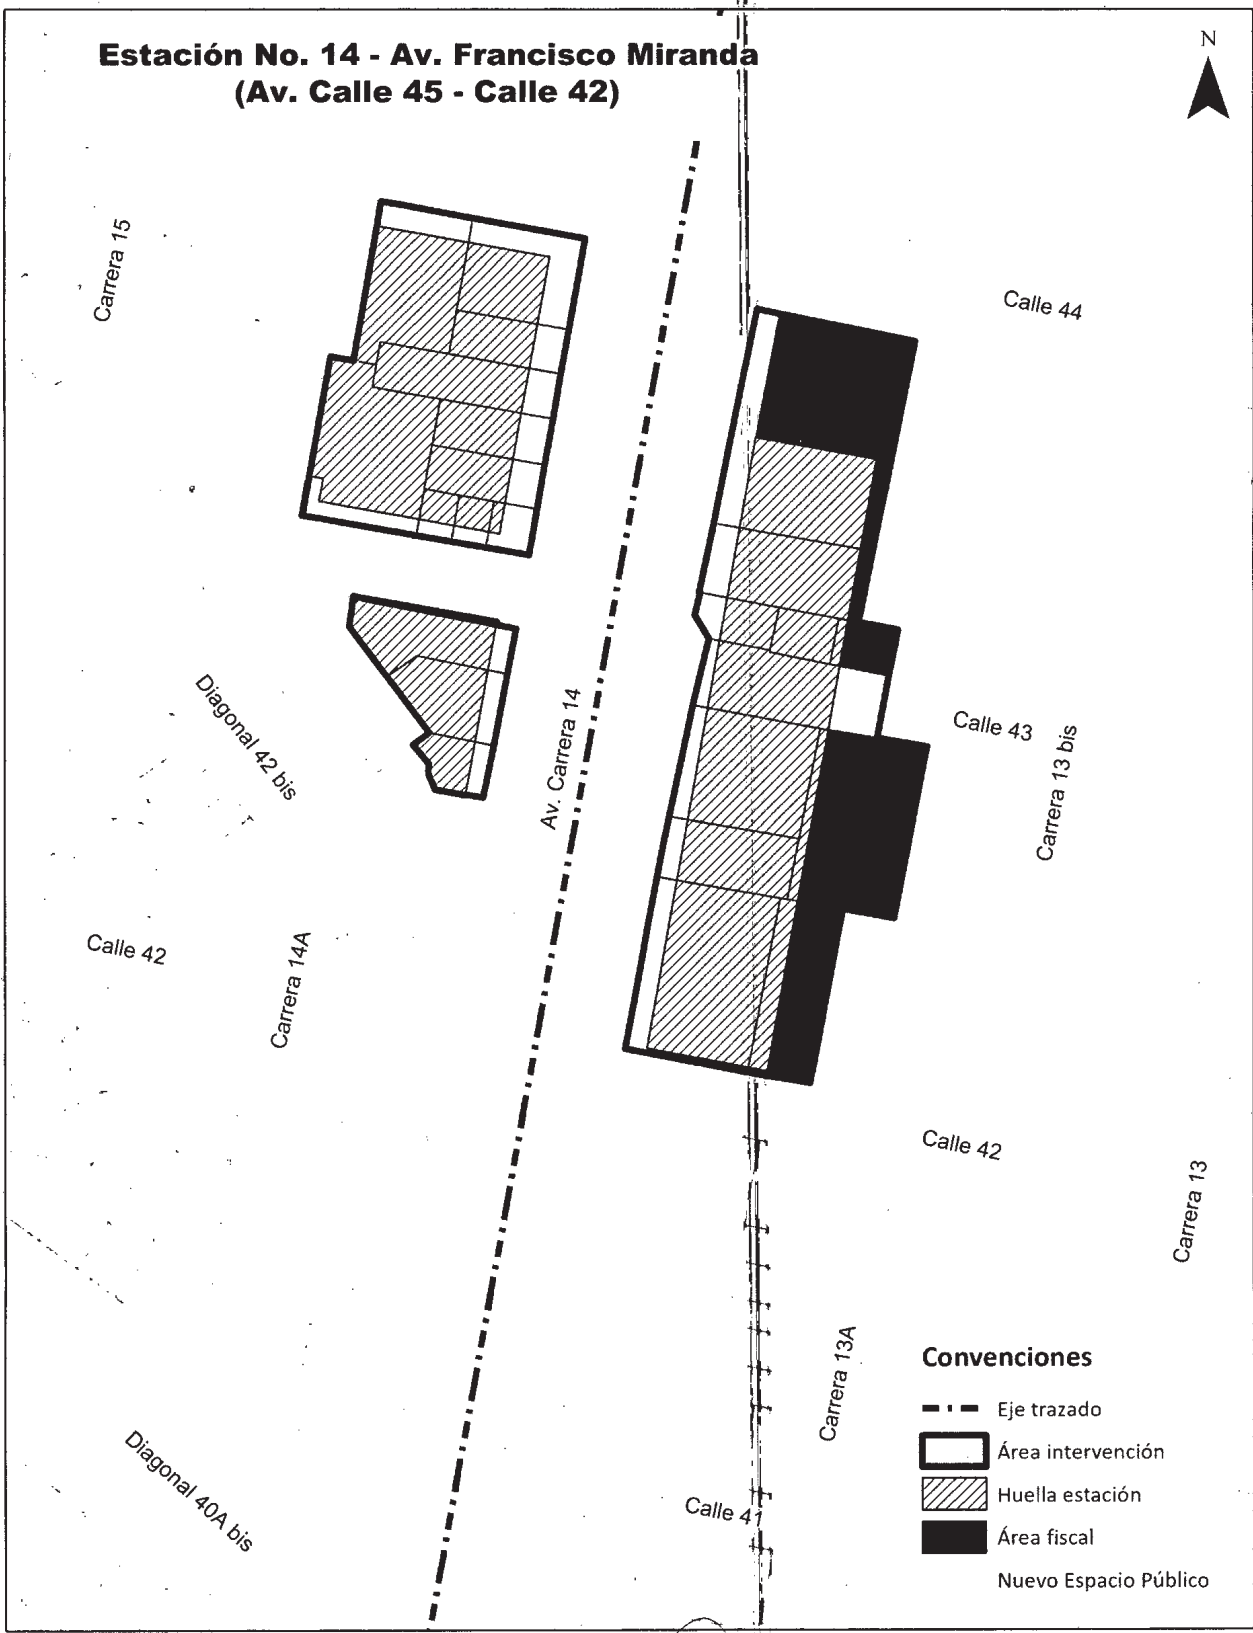 Estación No. 14 - Av. Francisco Miranda
(Av. Calle 45 - Calle 42)
N
Carrera 15
Calle 44
Diagonal 42 bis
Av. Carrera 14
Calle 43
Carrera 13 bis
Calle 42
Carrera 14A
Calle 42
Carrera 13
Carrera 13A
Diagonal 40A bis
Calle 41
Convenciones
Eje trazado
Área intervención
Huella estación
Área fiscal
Nuevo Espacio Público